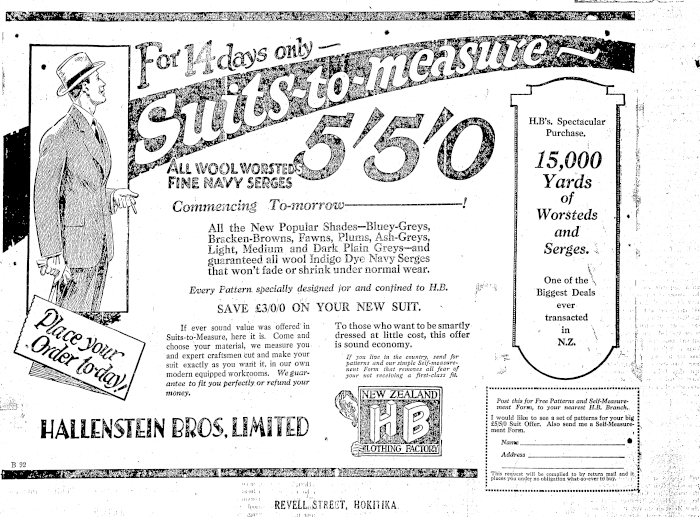 For 14 days only—
Suits-to-measure—
5'5'0
ALL WOOL WORSTEDS
FINE NAVY SERGES
Commencing To-morrow—!
All the New Popular Shades—Bluey-Greys,
Bracken-Browns, Fawns, Plums, Ash-Greys,
Light, Medium and Dark Plain Greys—and
guaranteed all wool Indigo Dye Navy Serges
that won't fade or shrink under normal wear.
Every Pattern specially designed for and confined to H.B.
SAVE £3/0/0 ON YOUR NEW SUIT.
Place your
Order to-day
If ever sound value was offered in
Suits-to-Measure, here it is. Come and
choose your material, we measure you
and expert craftsmen cut and make your
suit exactly as you want it, in our own
modern equipped workrooms. We guar-
antee to fit you perfectly or refund your
money.
To those who want to be smartly
dressed at little cost, this offer
is sound economy.
If you live in the country, send for
patterns and our simple Self-measure-
ment Form that removes all fear of
your not receiving a first-class fit.
HALLENSTEIN BROS. LIMITED
NEW ZEALAND
HB
CLOTHING FACTORY
B 92
H.B's. Spectacular
Purchase.
15,000
Yards
of
Worsteds
and
Serges.
One of the
Biggest Deals
ever
transacted
in
N.Z.
Post this for Free Patterns and Self-Measure-
ment Form, to your nearest H.B. Branch.
I would like to see a set of patterns for your big
£5/5/0 Suit Offer. Also send me a Self-Measure-
ment Form.
Name
Address
This request will be complied to by return mail and it
places you under no obligation what-so-ever to buy.
REVELL STREET, HOKITIKA